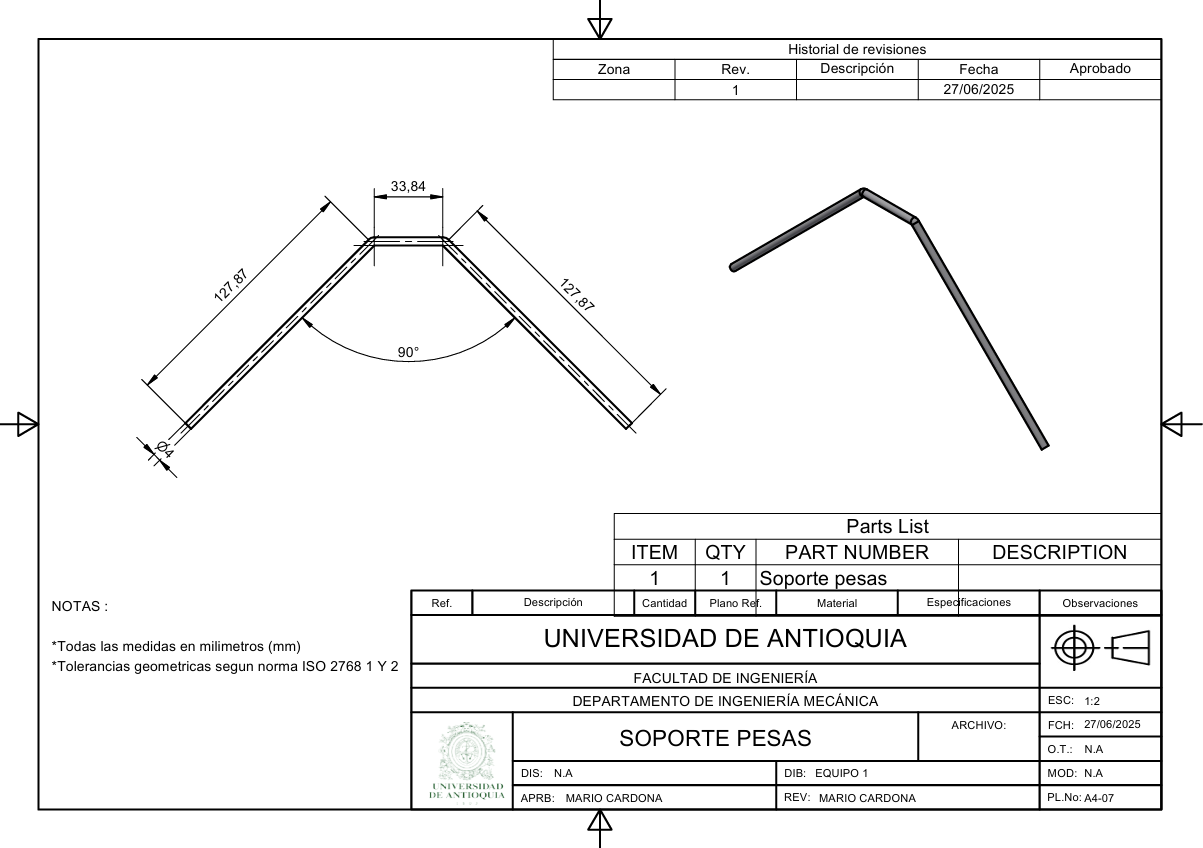 Historial de revisiones
Zona Rev. Descripción Fecha Aprobado
1 27/06/2025
33,84
127,87
127,87
90°
Ø4
Parts List
ITEM QTY PART NUMBER DESCRIPTION
1 1 Soporte pesas
Ref. Descripción Cantidad Plano Ref. Material Especificaciones Observaciones
NOTAS :
*Todas las medidas en milimetros (mm)
*Tolerancias geometricas segun norma ISO 2768 1 Y 2
UNIVERSIDAD DE ANTIOQUIA
FACULTAD DE INGENIERÍA
DEPARTAMENTO DE INGENIERÍA MECÁNICA
ESC: 1:2
SOPORTE PESAS
ARCHIVO:
FCH: 27/06/2025
O.T.: N.A
DIS: N.A DIB: EQUIPO 1 MOD: N.A
APRB: MARIO CARDONA REV: MARIO CARDONA PL.No: A4-07
UNIVERSIDAD
DE ANTIOQUIA